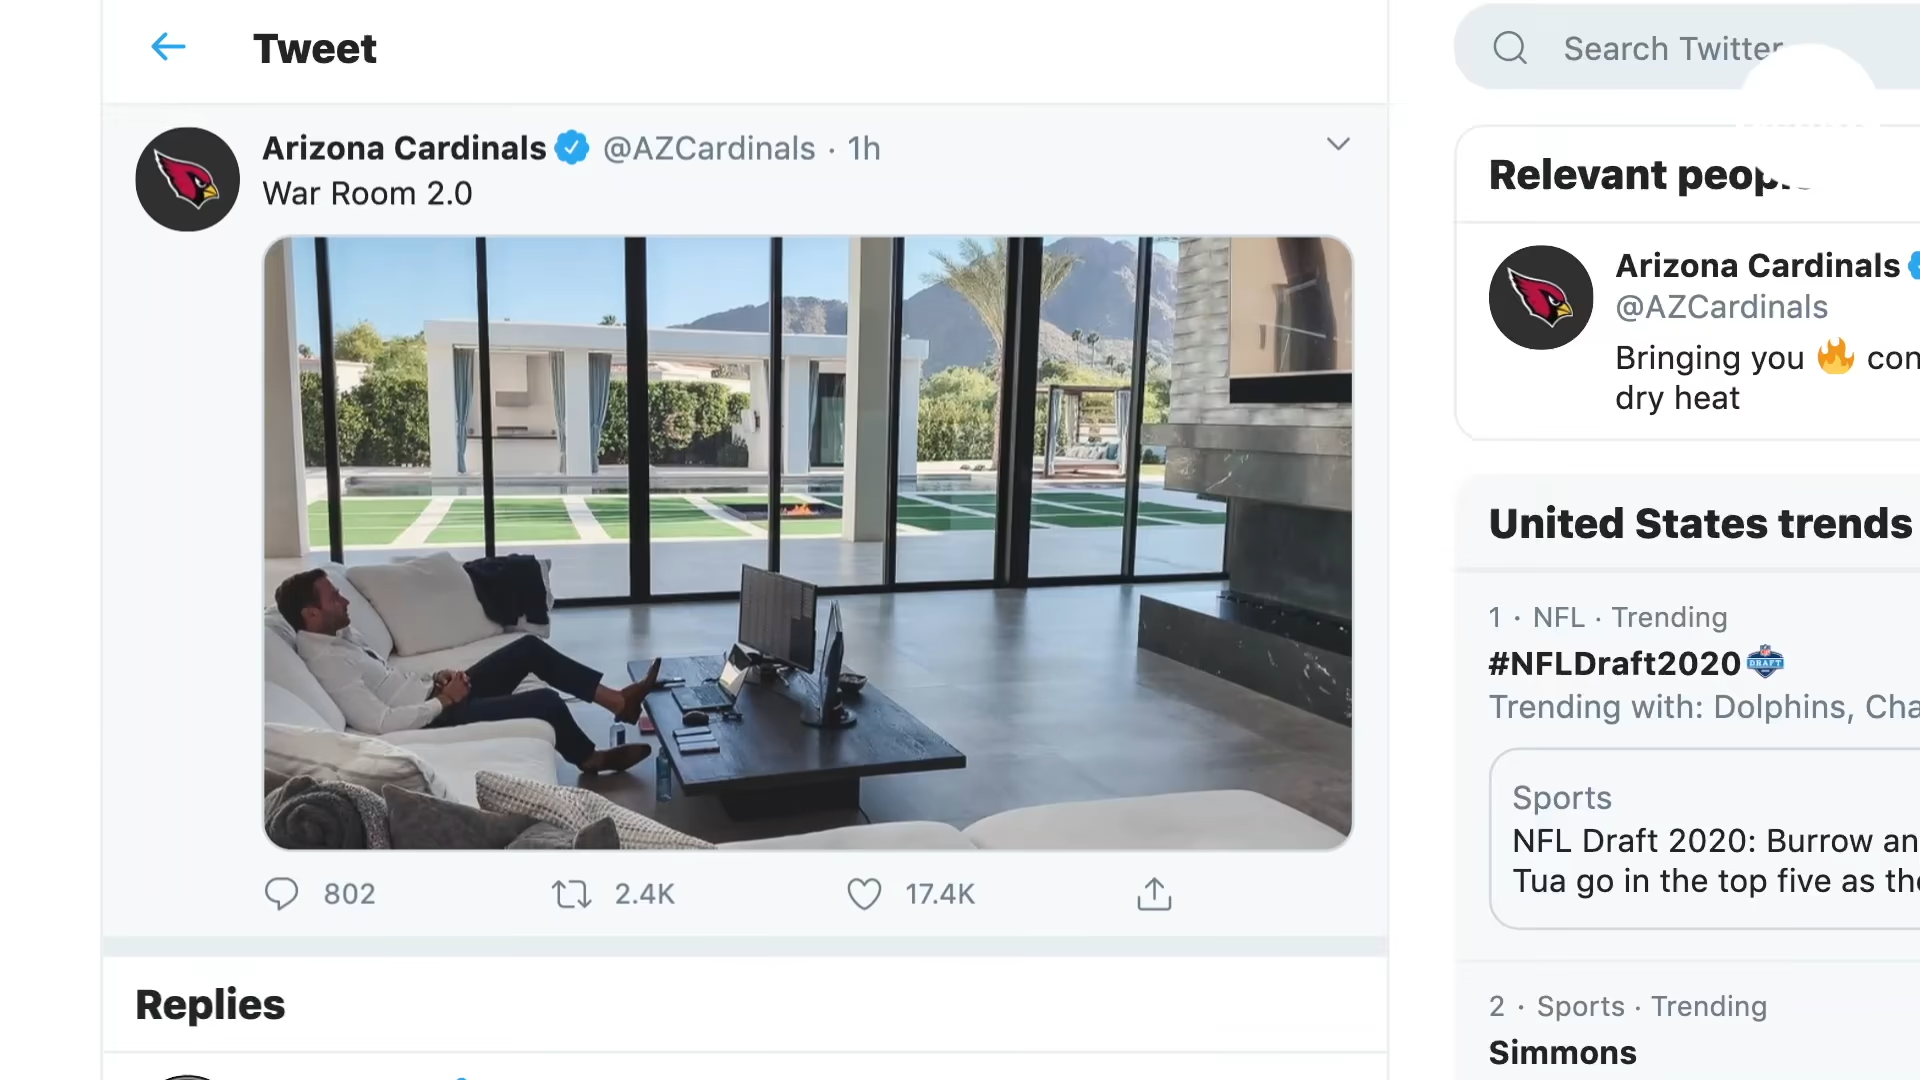 Tweet
Arizona Cardinals @AZCardinals · 1h
War Room 2.0
802 2.4K 17.4K
Replies
Search Twitter
Relevant
Arizona Cardinals
@AZCardinals
Bringing you 🔥
dry heat
United States trends
1 · NFL · Trending
#NFLDraft2020
DRAFT
Trending with: Dolphins,
Sports
NFL Draft 2020: Burrow
Tua go in the top five as
2 · Sports · Trending
Simmons